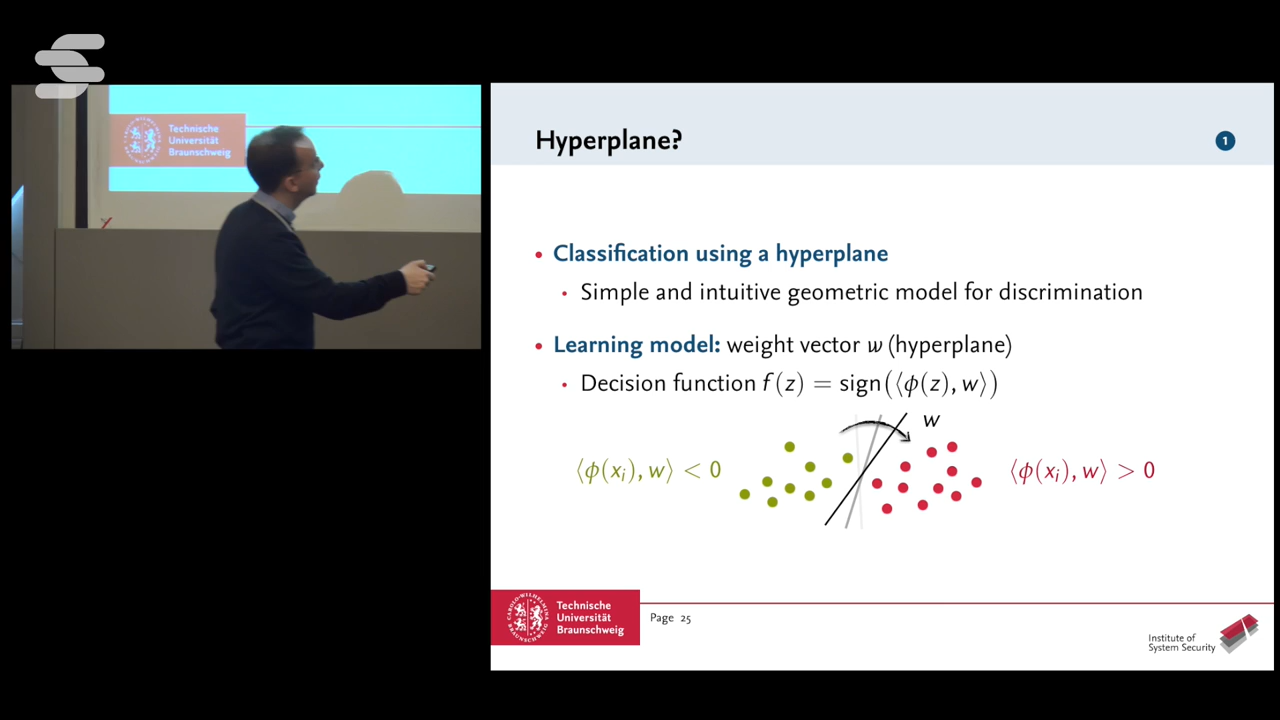 Technische
Universität
Braunschweig
Hyperplane?
1
• Classification using a hyperplane
• Simple and intuitive geometric model for discrimination
• Learning model: weight vector w (hyperplane)
• Decision function f(z) = sign(⟨ϕ(z), w⟩)
w
⟨ϕ(xᵢ), w⟩ < 0
⟨ϕ(xᵢ), w⟩ > 0
Technische
Universität
Braunschweig
Page 25
Institute of
System Security